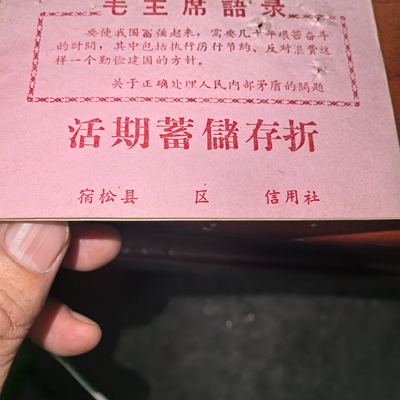 毛主席語录
要使我国富强起来，需要几十年艰苦奋斗
的时間，其中包括执行厉行节約、反对浪費这
样一个勤俭建国的方針。
关于正确处理人民内部矛盾的問題
活期蓄儲存折
宿松县 区 信用社